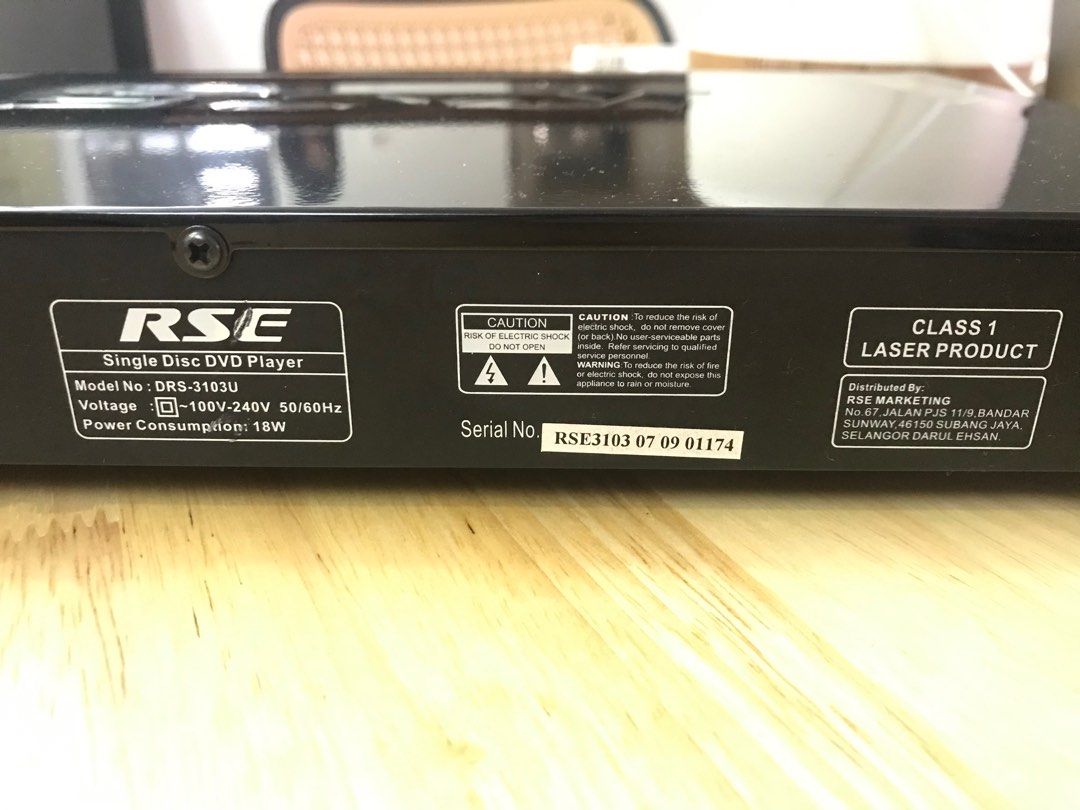 RSE
Single Disc DVD Player
Model No : DRS-3103U
Voltage : ~100V-240V 50/60Hz
Power Consumption: 18W
CAUTION
RISK OF ELECTRIC SHOCK
DO NOT OPEN
CAUTION :To reduce the risk of
electric shock, do not remove cover
(or back).No user-serviceable parts
inside. Refer servicing to qualified
service personnel.
WARNING:To reduce the risk of fire
or electric shock, do not expose this
appliance to rain or moisture.
Serial No. RSE3103 07 09 01174
CLASS 1
LASER PRODUCT
Distributed By:
RSE MARKETING
No.67,JALAN PJS 11/9,BANDAR
SUNWAY,46150 SUBANG JAYA,
SELANGOR DARUL EHSAN.